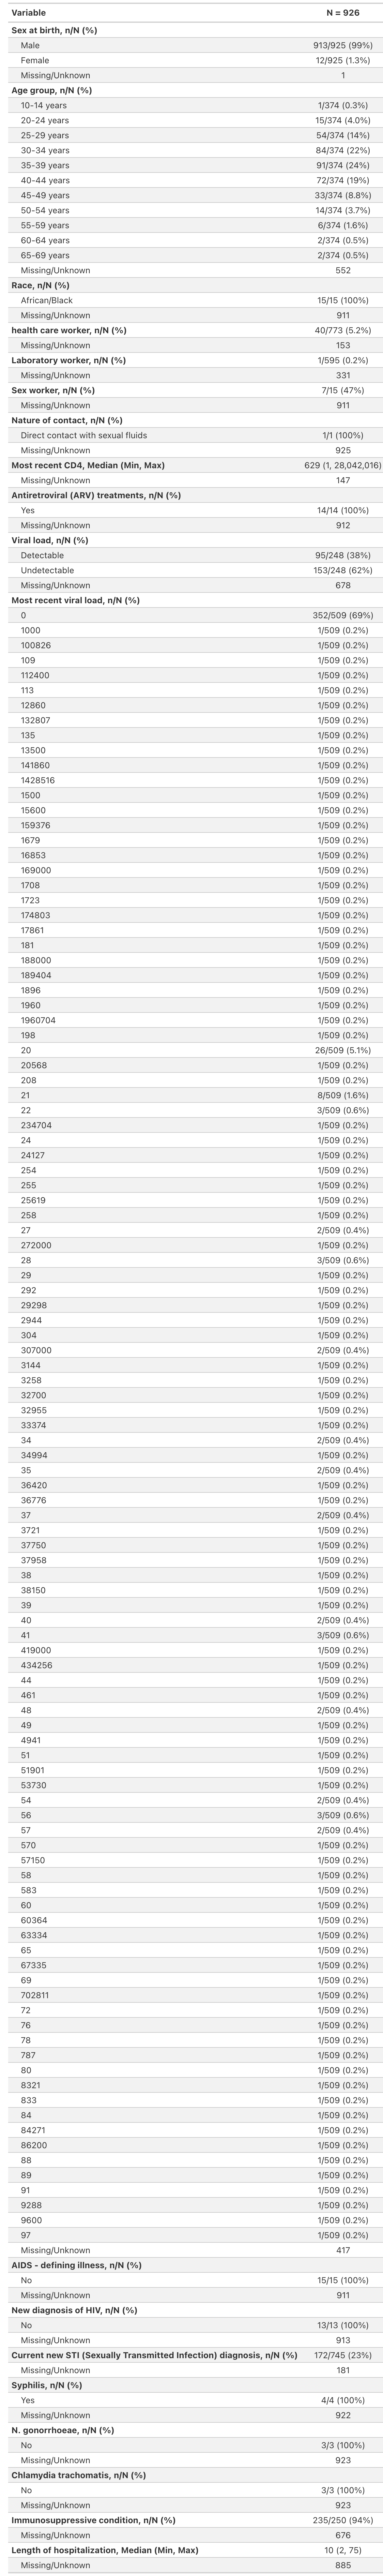 Variable N = 926
Sex at birth, n/N (%)
Male 913/925 (99%)
Female 12/925 (1.3%)
Missing/Unknown 1
Age group, n/N (%)
10-14 years 1/374 (0.3%)
20-24 years 15/374 (4.0%)
25-29 years 54/374 (14%)
30-34 years 84/374 (22%)
35-39 years 91/374 (24%)
40-44 years 72/374 (19%)
45-49 years 33/374 (8.8%)
50-54 years 14/374 (3.7%)
55-59 years 6/374 (1.6%)
60-64 years 2/374 (0.5%)
65-69 years 2/374 (0.5%)
Missing/Unknown 552
Race, n/N (%)
African/Black 15/15 (100%)
Missing/Unknown 911
health care worker, n/N (%) 40/773 (5.2%)
Missing/Unknown 153
Laboratory worker, n/N (%) 1/595 (0.2%)
Missing/Unknown 331
Sex worker, n/N (%) 7/15 (47%)
Missing/Unknown 911
Nature of contact, n/N (%)
Direct contact with sexual fluids 1/1 (100%)
Missing/Unknown 925
Most recent CD4, Median (Min, Max) 629 (1, 28,042,016)
Missing/Unknown 147
Antiretroviral (ARV) treatments, n/N (%)
Yes 14/14 (100%)
Missing/Unknown 912
Viral load, n/N (%)
Detectable 95/248 (38%)
Undetectable 153/248 (62%)
Missing/Unknown 678
Most recent viral load, n/N (%)
0 352/509 (69%)
1000 1/509 (0.2%)
100826 1/509 (0.2%)
109 1/509 (0.2%)
112400 1/509 (0.2%)
113 1/509 (0.2%)
12860 1/509 (0.2%)
132807 1/509 (0.2%)
135 1/509 (0.2%)
13500 1/509 (0.2%)
141860 1/509 (0.2%)
1428516 1/509 (0.2%)
1500 1/509 (0.2%)
15600 1/509 (0.2%)
159376 1/509 (0.2%)
1679 1/509 (0.2%)
16853 1/509 (0.2%)
169000 1/509 (0.2%)
1708 1/509 (0.2%)
1723 1/509 (0.2%)
174803 1/509 (0.2%)
17861 1/509 (0.2%)
181 1/509 (0.2%)
188000 1/509 (0.2%)
189404 1/509 (0.2%)
1896 1/509 (0.2%)
1960 1/509 (0.2%)
1960704 1/509 (0.2%)
198 1/509 (0.2%)
20 26/509 (5.1%)
20568 1/509 (0.2%)
208 1/509 (0.2%)
21 8/509 (1.6%)
22 3/509 (0.6%)
234704 1/509 (0.2%)
24 1/509 (0.2%)
24127 1/509 (0.2%)
254 1/509 (0.2%)
255 1/509 (0.2%)
25619 1/509 (0.2%)
258 1/509 (0.2%)
27 2/509 (0.4%)
272000 1/509 (0.2%)
28 3/509 (0.6%)
29 1/509 (0.2%)
292 1/509 (0.2%)
29298 1/509 (0.2%)
2944 1/509 (0.2%)
304 1/509 (0.2%)
307000 2/509 (0.4%)
3144 1/509 (0.2%)
3258 1/509 (0.2%)
32700 1/509 (0.2%)
32955 1/509 (0.2%)
33374 1/509 (0.2%)
34 2/509 (0.4%)
34994 1/509 (0.2%)
35 2/509 (0.4%)
36420 1/509 (0.2%)
36776 1/509 (0.2%)
37 2/509 (0.4%)
3721 1/509 (0.2%)
37750 1/509 (0.2%)
37958 1/509 (0.2%)
38 1/509 (0.2%)
38150 1/509 (0.2%)
39 1/509 (0.2%)
40 2/509 (0.4%)
41 3/509 (0.6%)
419000 1/509 (0.2%)
434256 1/509 (0.2%)
44 1/509 (0.2%)
461 1/509 (0.2%)
48 2/509 (0.4%)
49 1/509 (0.2%)
4941 1/509 (0.2%)
51 1/509 (0.2%)
51901 1/509 (0.2%)
53730 1/509 (0.2%)
54 2/509 (0.4%)
56 3/509 (0.6%)
57 2/509 (0.4%)
570 1/509 (0.2%)
57150 1/509 (0.2%)
58 1/509 (0.2%)
583 1/509 (0.2%)
60 1/509 (0.2%)
60364 1/509 (0.2%)
63334 1/509 (0.2%)
65 1/509 (0.2%)
67335 1/509 (0.2%)
69 1/509 (0.2%)
702811 1/509 (0.2%)
72 1/509 (0.2%)
76 1/509 (0.2%)
78 1/509 (0.2%)
787 1/509 (0.2%)
80 1/509 (0.2%)
8321 1/509 (0.2%)
833 1/509 (0.2%)
84 1/509 (0.2%)
84271 1/509 (0.2%)
86200 1/509 (0.2%)
88 1/509 (0.2%)
89 1/509 (0.2%)
91 1/509 (0.2%)
9288 1/509 (0.2%)
9600 1/509 (0.2%)
97 1/509 (0.2%)
Missing/Unknown 417
AIDS - defining illness, n/N (%)
No 15/15 (100%)
Missing/Unknown 911
New diagnosis of HIV, n/N (%)
No 13/13 (100%)
Missing/Unknown 913
Current new STI (Sexually Transmitted Infection) diagnosis, n/N (%) 172/745 (23%)
Missing/Unknown 181
Syphilis, n/N (%)
Yes 4/4 (100%)
Missing/Unknown 922
N. gonorrhoeae, n/N (%)
No 3/3 (100%)
Missing/Unknown 923
Chlamydia trachomatis, n/N (%)
No 3/3 (100%)
Missing/Unknown 923
Immunosuppressive condition, n/N (%) 235/250 (94%)
Missing/Unknown 676
Length of hospitalization, Median (Min, Max) 10 (2, 75)
Missing/Unknown 885